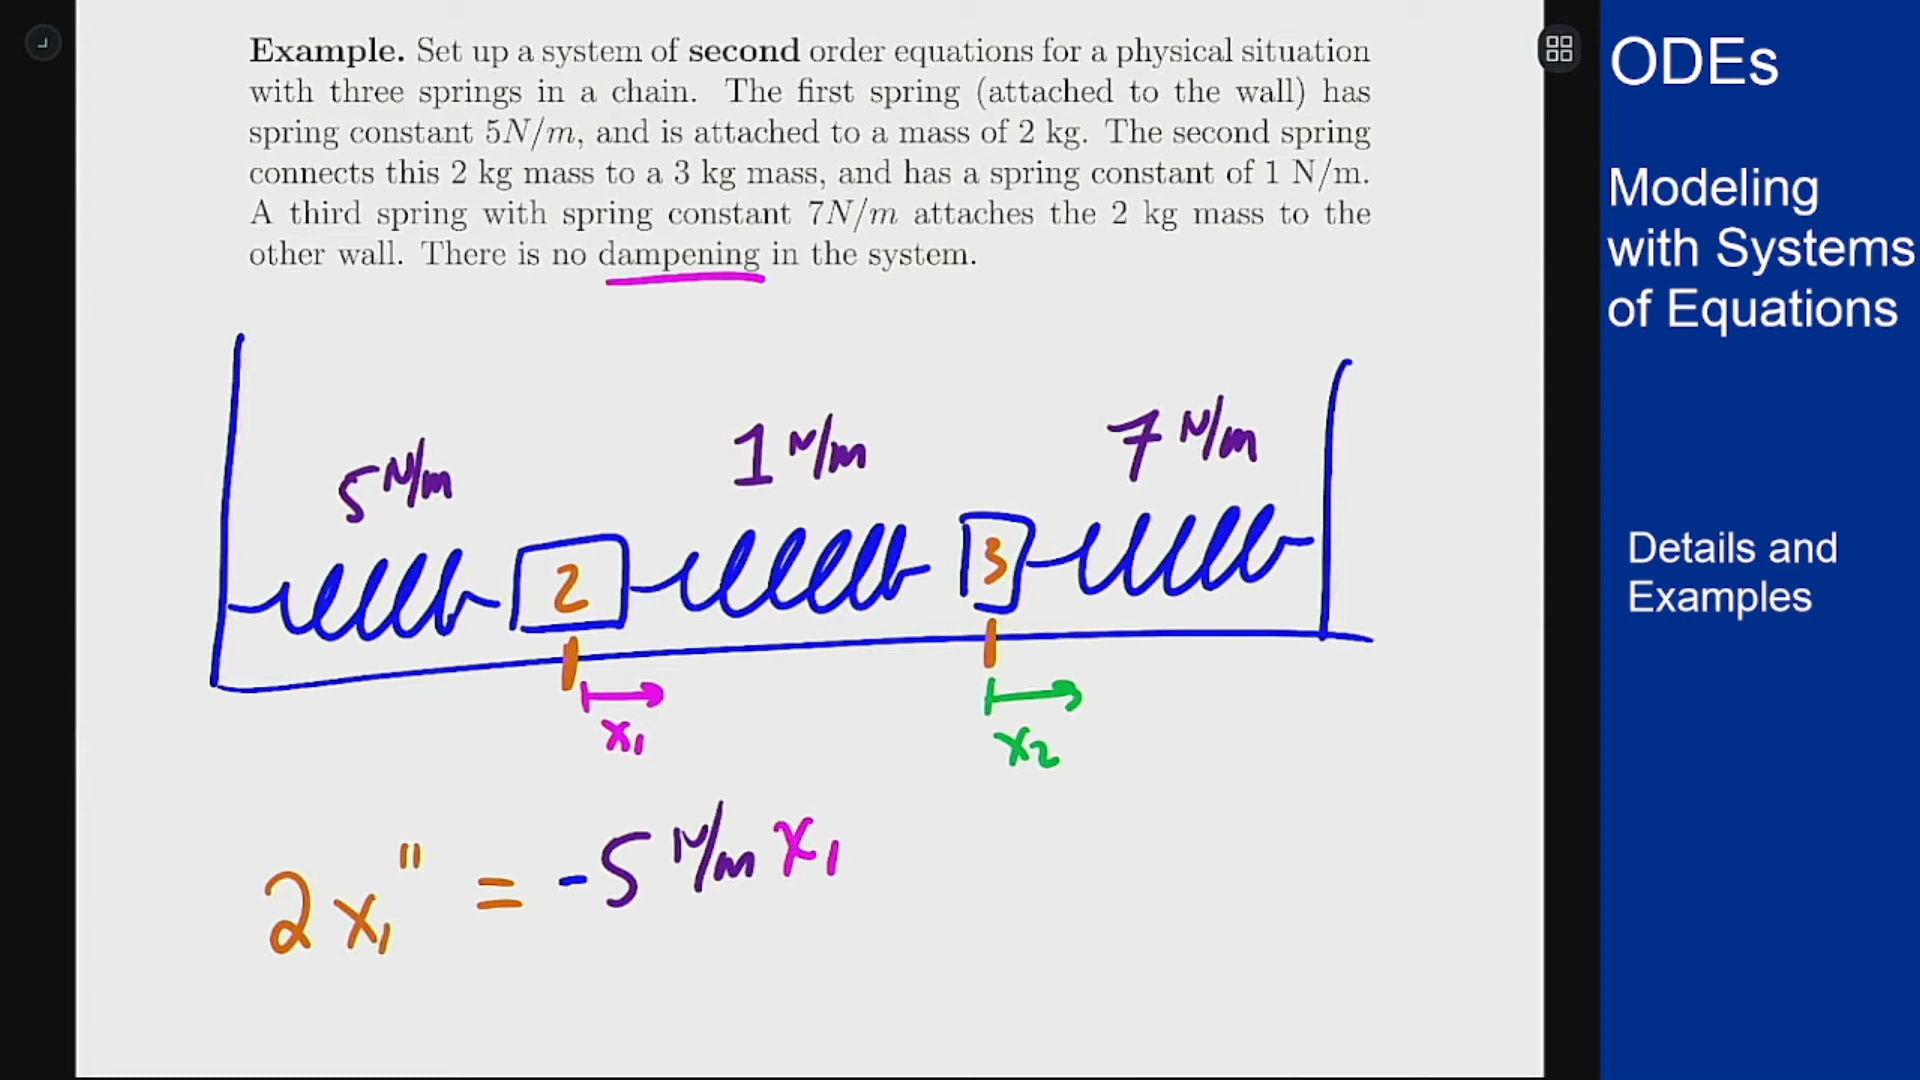 Example. Set up a system of second order equations for a physical situation
with three springs in a chain. The first spring (attached to the wall) has
spring constant 5N/m, and is attached to a mass of 2 kg. The second spring
connects this 2 kg mass to a 3 kg mass, and has a spring constant of 1 N/m.
A third spring with spring constant 7N/m attaches the 2 kg mass to the
other wall. There is no dampening in the system.
5 N/m
1 N/m
7 N/m
2
3
x₁
x₂
2x₁'' = -5 N/m x₁
ODEs
Modeling
with Systems
of Equations
Details and
Examples